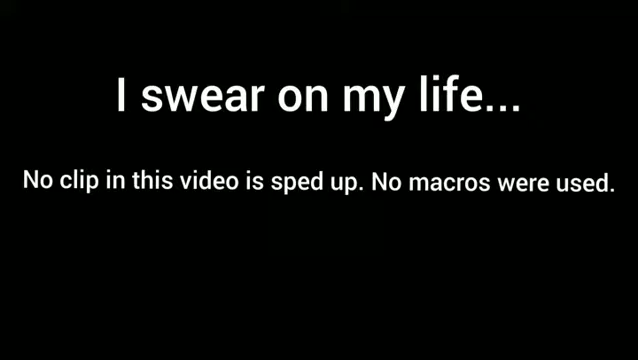 I swear on my life...
No clip in this video is sped up. No macros were used.